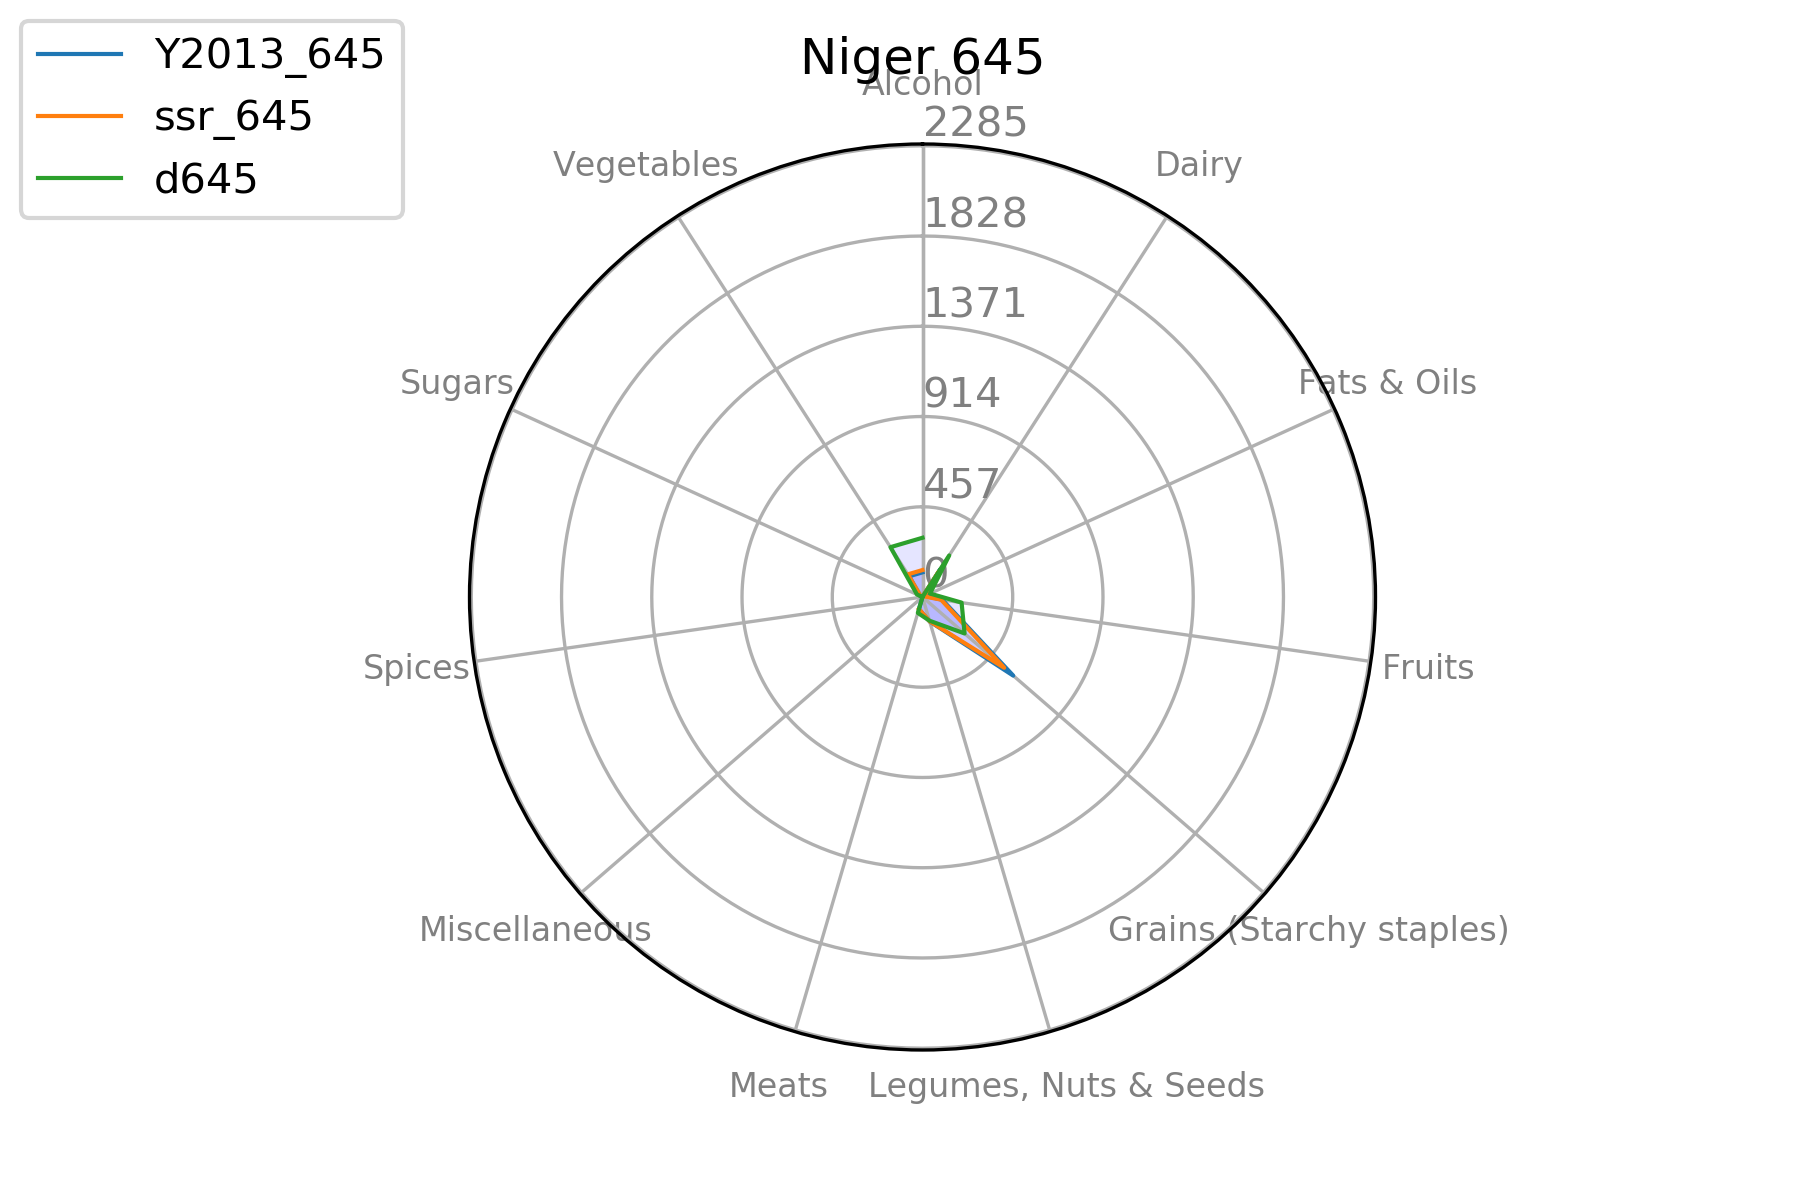 Y2013_645
ssr_645
d645
Niger 645
Alcohol
2285
Vegetables
Dairy
1828
1371
Sugars
Fats & Oils
914
457
0
Spices
Fruits
Miscellaneous
Grains (Starchy staples)
Meats
Legumes, Nuts & Seeds